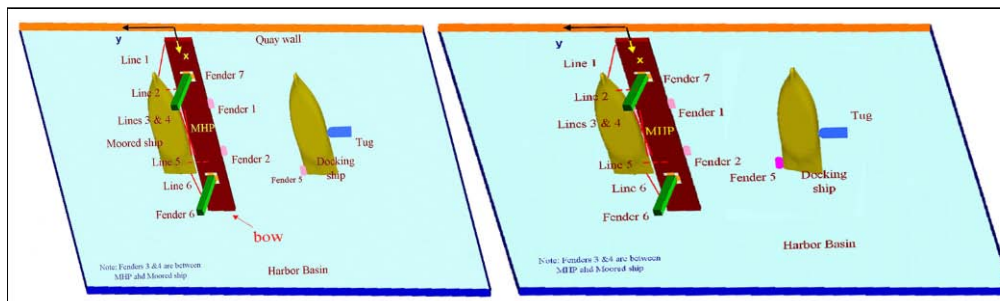 y
x
Quay wall
Line 1
Fender 7
Line 2
Fender 1
Lines 3 & 4
Moored ship
MHP
Tug
Line 5
Fender 2
Docking
ship
Fender 5
Line 6
Fender 6
bow
Note: Fenders 3 &4 are between
MHP and Moored ship
Harbor Basin
y
x
Line 1
Fender 7
Line 2
Fender 1
Lines 3 & 4
Moored ship
MHP
Tug
Line 5
Fender 2
Fender 5
Docking
ship
Line 6
Fender 6
Harbor Basin
Note: Fenders 3 &4 are between
MHP and Moored ship